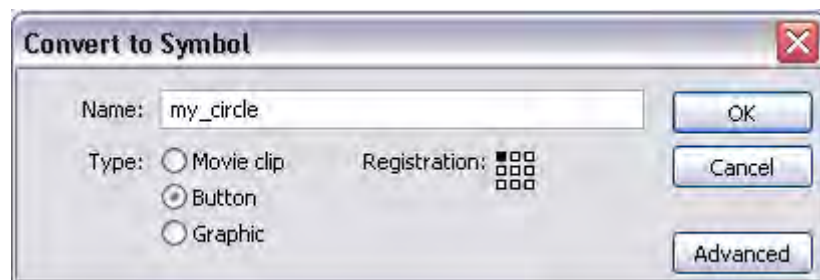 Convert to Symbol
Name: my_circle
OK
Type: Movie clip Registration:
Cancel
Button
Graphic
Advanced